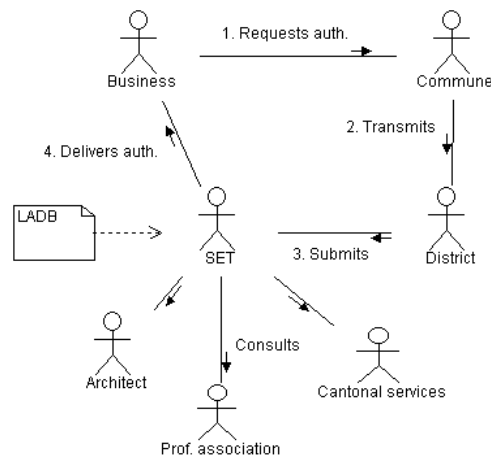 1. Requests auth.
Business
Commune
2. Transmits
4. Delivers auth.
LADB
SET
3. Submits
District
Consults
Architect
Cantonal services
Prof. association